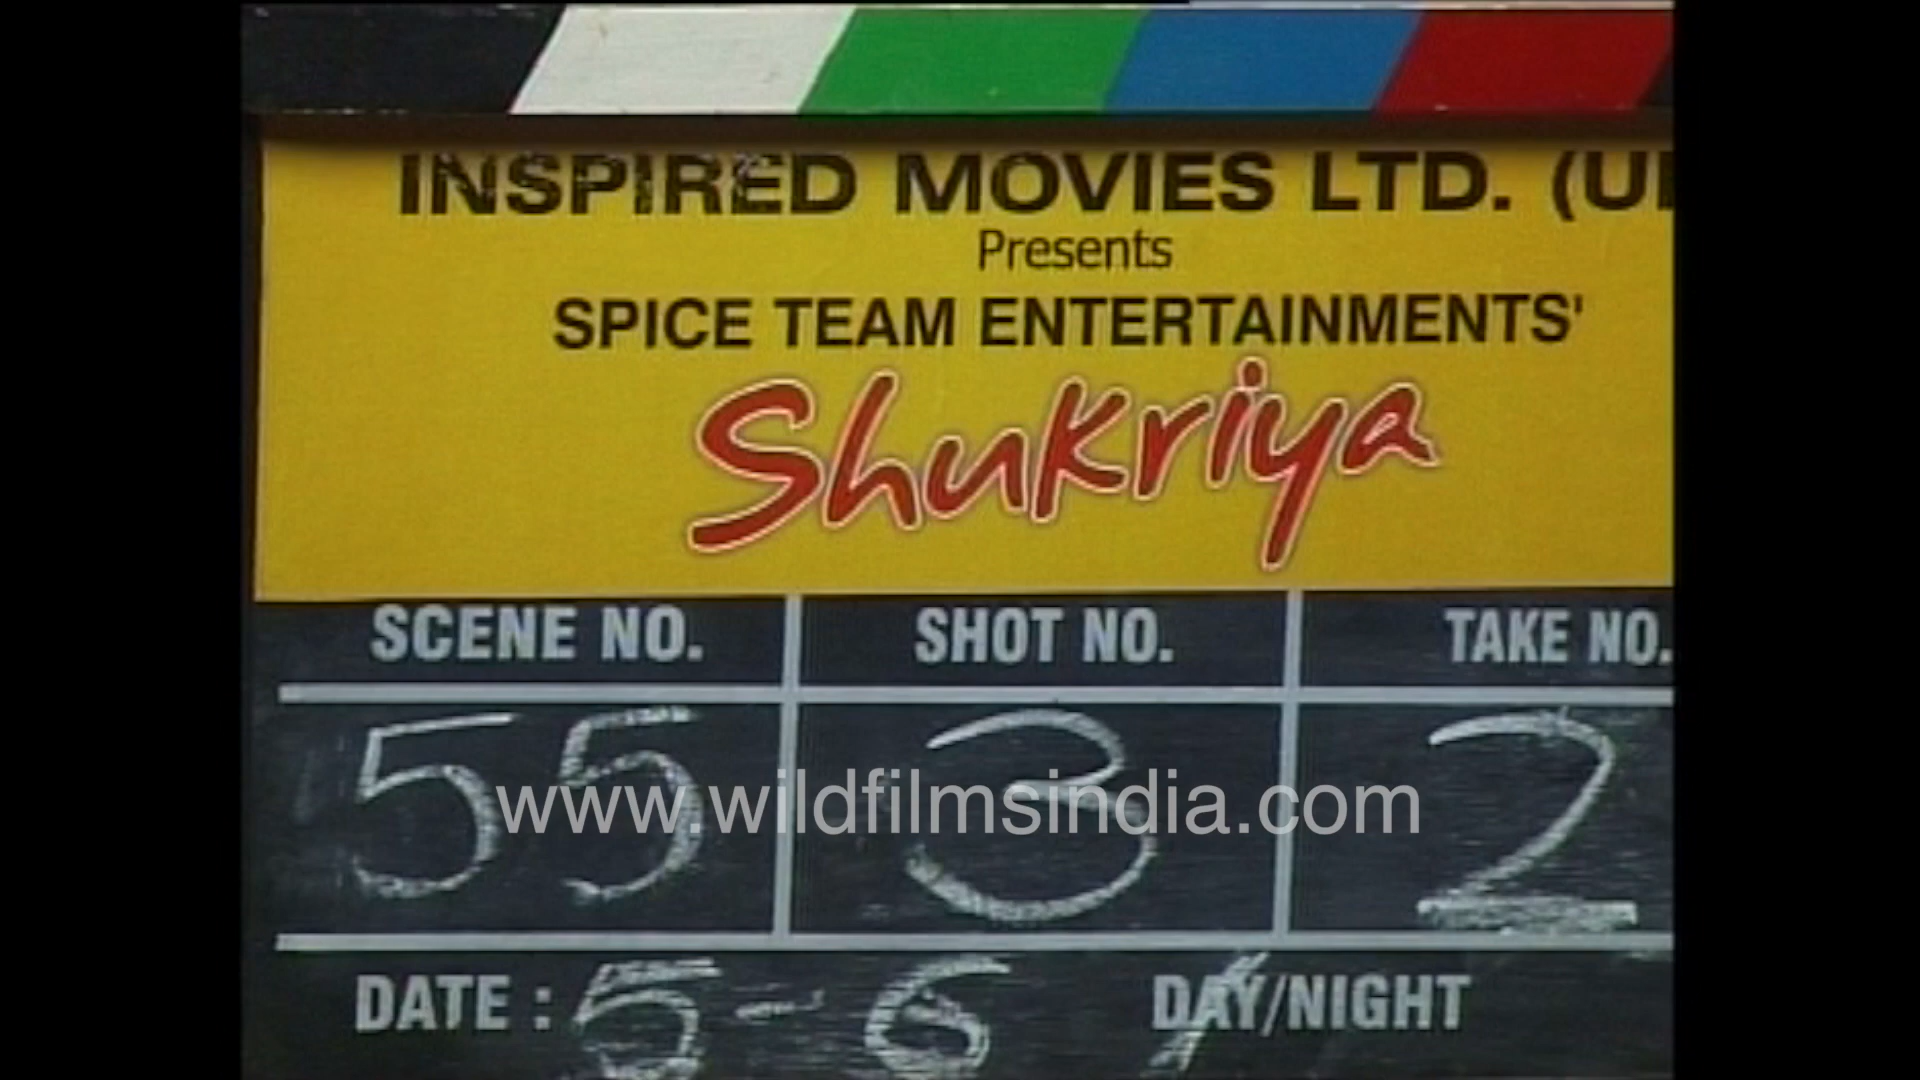 INSPIRED MOVIES LTD. (U
Presents
SPICE TEAM ENTERTAINMENTS'
Shukriya
SCENE NO. SHOT NO. TAKE NO.
55 3 2
www.wildfilmsindia.com
DATE : 5-6 DAY/NIGHT